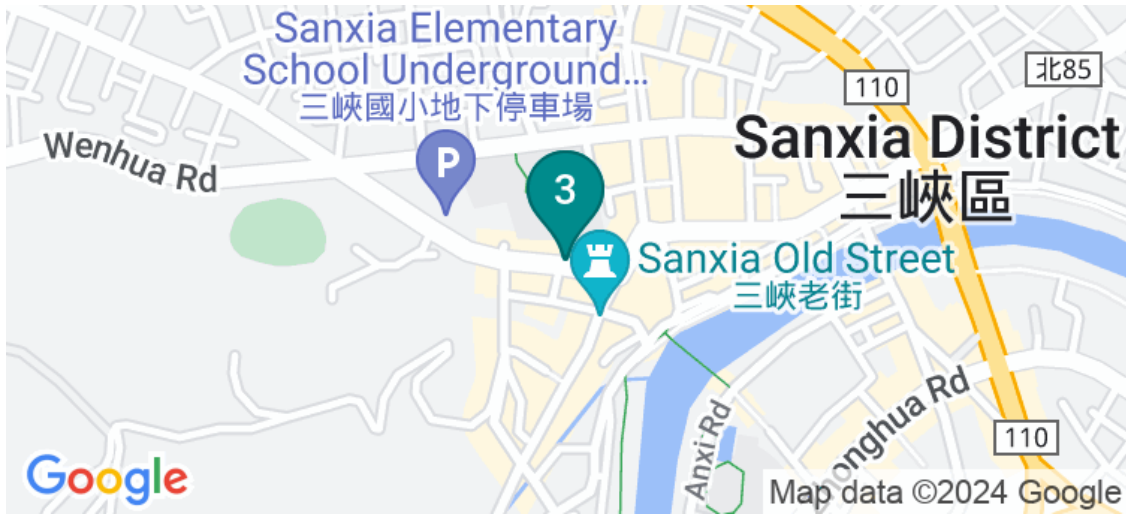 Sanxia Elementary
School Underground...
三峽國小地下停車場
110
北85
Wenhua Rd
P
3
Sanxia District
三峽區
Sanxia Old Street
三峽老街
Anxi Rd
110
Google
Map data ©2024 Google